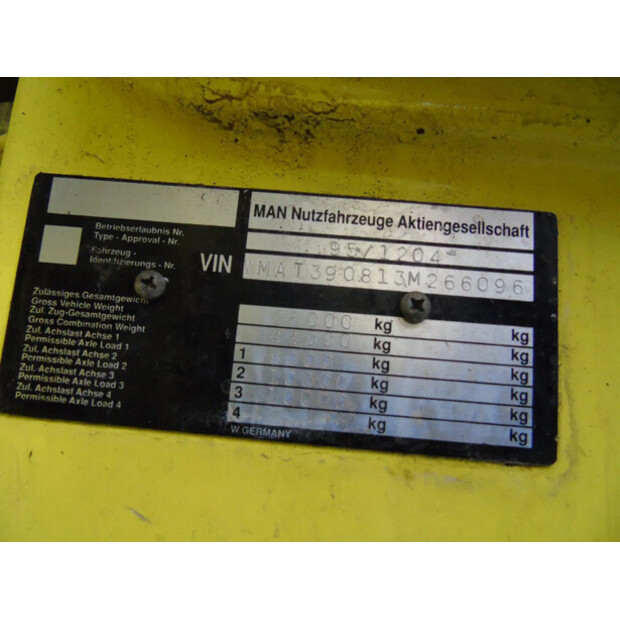 MAN Nutzfahrzeuge Aktiengesellschaft
Betriebserlaubnis Nr.
Type - Approval - Nr.
95/1204
Fahrzeug -
Identifizierungs - Nr.
VIN WMAT390813M266096
Zulässiges Gesamtgewicht
Gross Vehicle Weight
kg kg
Zul. Zug-Gesamtgewicht
Gross Combination Weight
kg kg
Zul. Achslast Achse 1
Permissible Axle Load 1
1 kg kg
Zul. Achslast Achse 2
Permissible Axle Load 2
2 kg kg
Zul. Achslast Achse 3
Permissible Axle Load 3
3 kg kg
Zul. Achslast Achse 4
Permissible Axle Load 4
4 kg kg
W. GERMANY